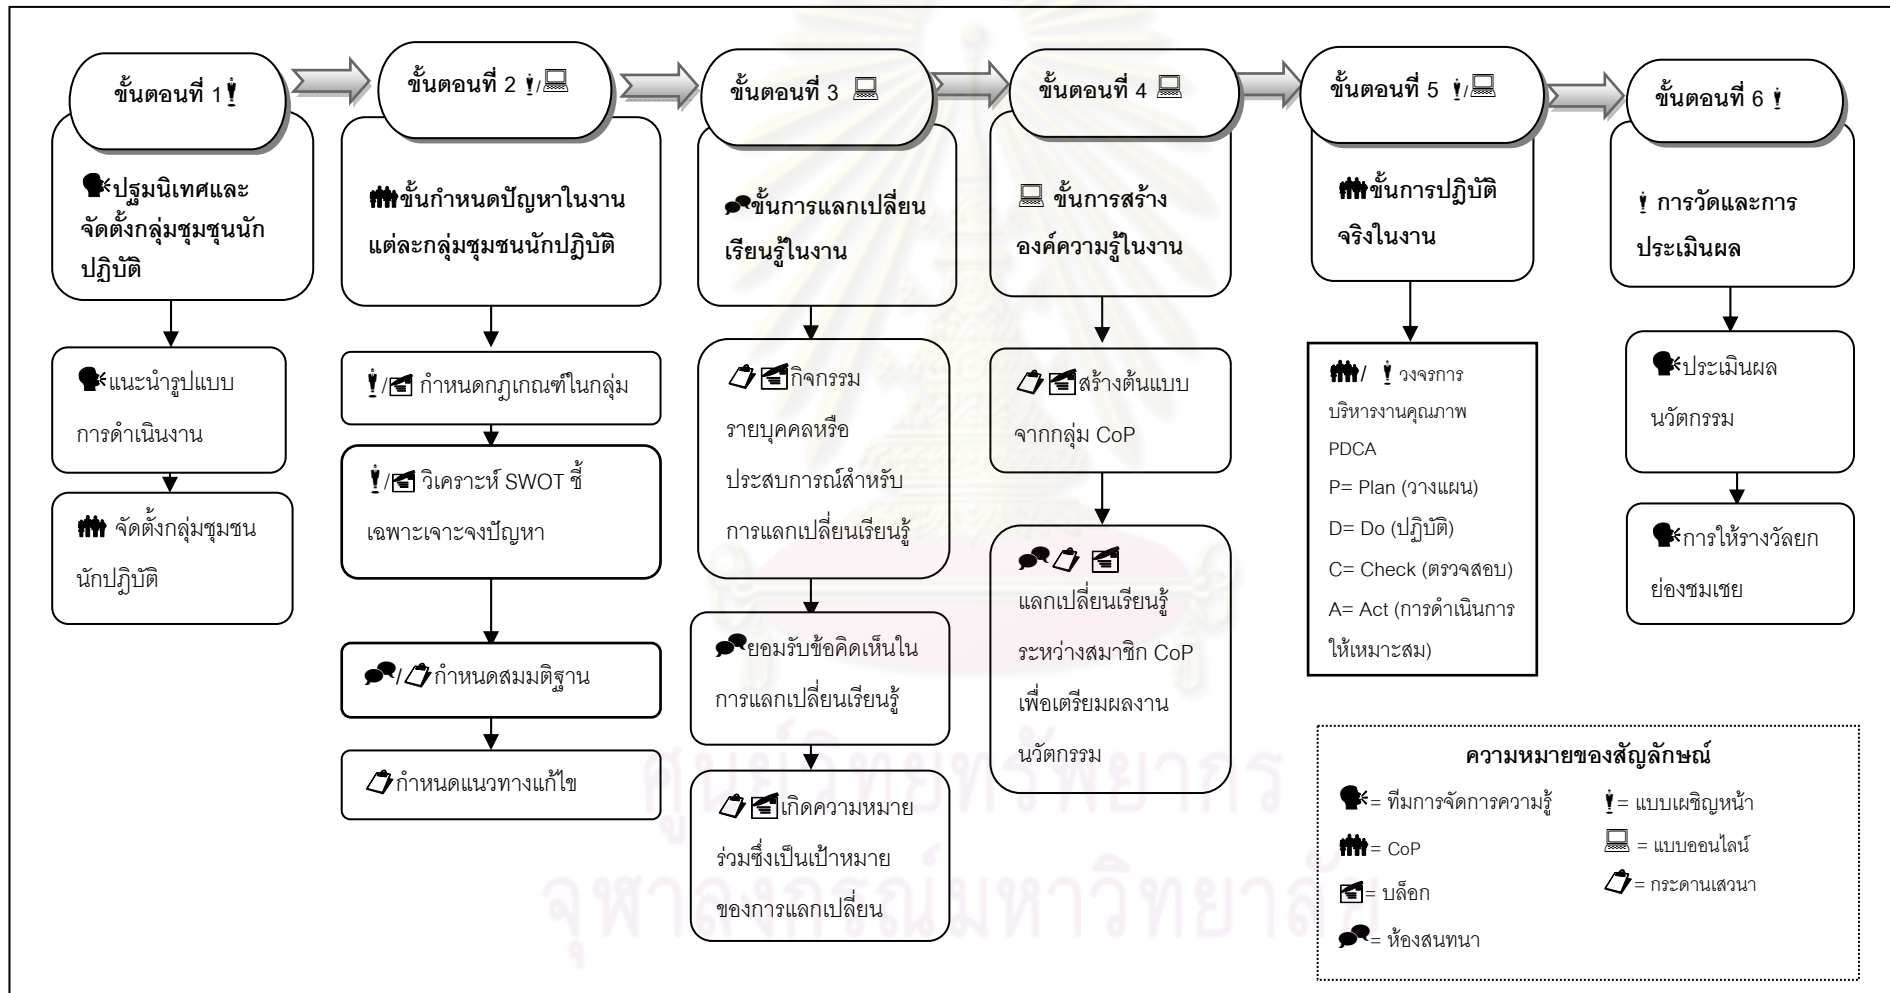 ขั้นตอนที่ 1
ปฐมนิเทศและ
จัดตั้งกลุ่มชุมชุนนัก
ปฏิบัติ
แนะนำรูปแบบ
การดำเนินงาน
จัดตั้งกลุ่มชุมชน
นักปฏิบัติ
ขั้นตอนที่ 2 /
ขั้นกำหนดปัญหาในงาน
แต่ละกลุ่มชุมชนนักปฏิบัติ
/ กำหนดกฎเกณฑ์ในกลุ่ม
/ วิเคราะห์ SWOT ชี้
เฉพาะเจาะจงปัญหา
/ กำหนดสมมติฐาน
กำหนดแนวทางแก้ไข
ขั้นตอนที่ 3
ขั้นการแลกเปลี่ยน
เรียนรู้ในงาน
กิจกรรม
รายบุคคลหรือ
ประสบการณ์สำหรับ
การแลกเปลี่ยนเรียนรู้
ยอมรับข้อคิดเห็นใน
การแลกเปลี่ยนเรียนรู้
เกิดความหมาย
ร่วมซึ่งเป็นเป้าหมาย
ของการแลกเปลี่ยน
ขั้นตอนที่ 4
ขั้นการสร้าง
องค์ความรู้ในงาน
สร้างต้นแบบ
จากกลุ่ม CoP
แลกเปลี่ยนเรียนรู้
ระหว่างสมาชิก CoP
เพื่อเตรียมผลงาน
นวัตกรรม
ขั้นตอนที่ 5 /
ขั้นการปฏิบัติ
จริงในงาน
/ วงจรการ
บริหารงานคุณภาพ
PDCA
P= Plan (วางแผน)
D= Do (ปฏิบัติ)
C= Check (ตรวจสอบ)
A= Act (การดำเนินการ
ให้เหมาะสม)
ขั้นตอนที่ 6
การวัดและการ
ประเมินผล
ประเมินผล
นวัตกรรม
การให้รางวัลยก
ย่องชมเชย
ความหมายของสัญลักษณ์
= ทีมการจัดการความรู้
= แบบเผชิญหน้า
= CoP
= แบบออนไลน์
= บล็อก
= กระดานเสวนา
= ห้องสนทนา
ศูนย์วิทยทรัพยากร
จุฬาลงกรณ์มหาวิทยาลัย